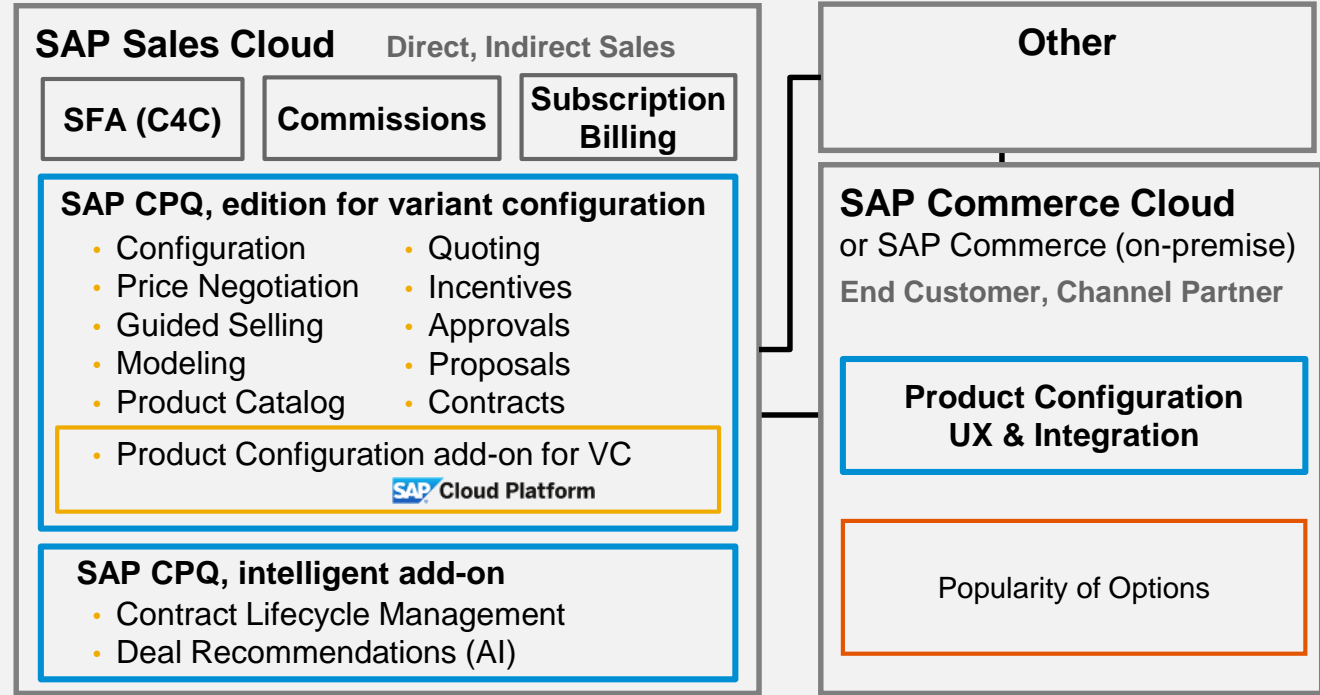 SAP Sales Cloud Direct, Indirect Sales
SFA (C4C)
Commissions
Subscription
Billing
SAP CPQ, edition for variant configuration
• Configuration
• Price Negotiation
• Guided Selling
• Modeling
• Product Catalog
• Quoting
• Incentives
• Approvals
• Proposals
• Contracts
• Product Configuration add-on for VC
SAP Cloud Platform
SAP CPQ, intelligent add-on
• Contract Lifecycle Management
• Deal Recommendations (AI)
Other
SAP Commerce Cloud
or SAP Commerce (on-premise)
End Customer, Channel Partner
Product Configuration
UX & Integration
Popularity of Options